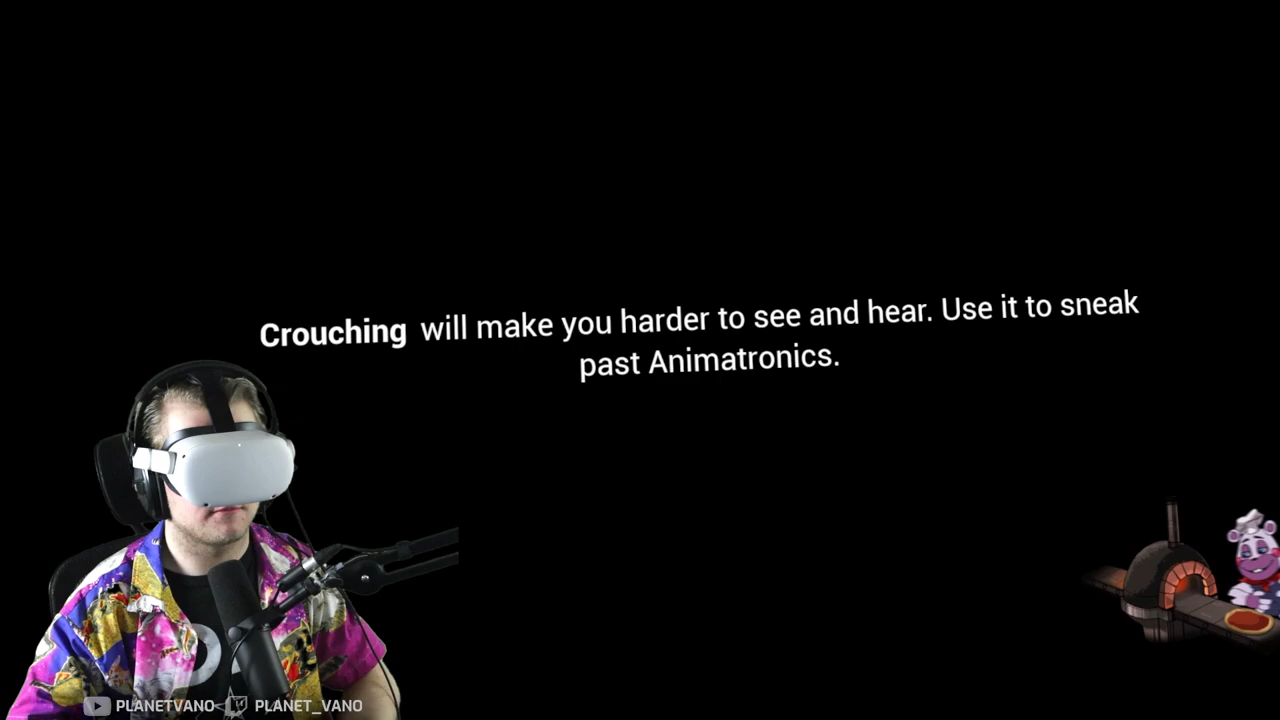 Crouching will make you harder to see and hear. Use it to sneak
past Animatronics.
PLANETVANO PLANET_VANO